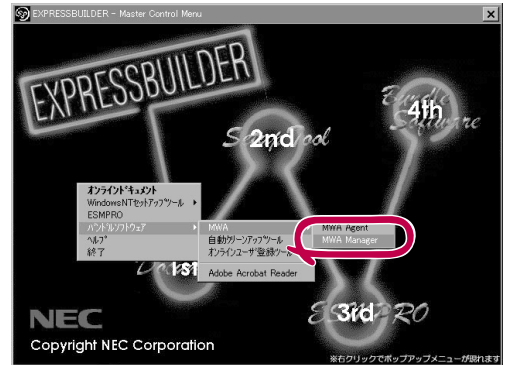 EXPRESSBUILDER - Master Control Menu
EXPRESSBUILDER
Bundle
4th
Software
2nd
Tool
オンラインドキュメント
WindowsNTセットアップツール
ESMPRO
バンドルソフトウェア
ヘルプ
終了
MWA
自動クリーンアップツール
オンラインユーザ登録ツール
Adobe Acrobat Reader
MWA Agent
MWA Manager
1st
3rd
ESMPRO
NEC
Copyright NEC Corporation
※右クリックでポップアップメニューが現れます